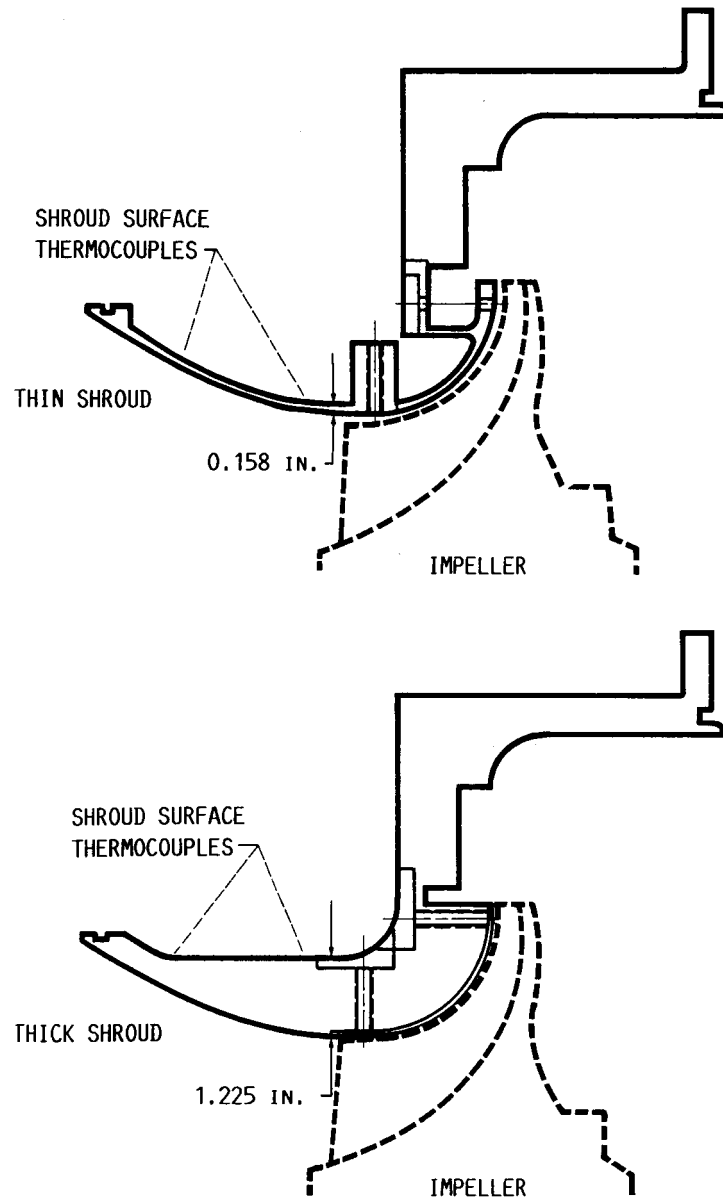 SHROUD SURFACE
THERMOCOUPLES
THIN SHROUD
0.158 IN.
IMPELLER
SHROUD SURFACE
THERMOCOUPLES
THICK SHROUD
1.225 IN.
IMPELLER